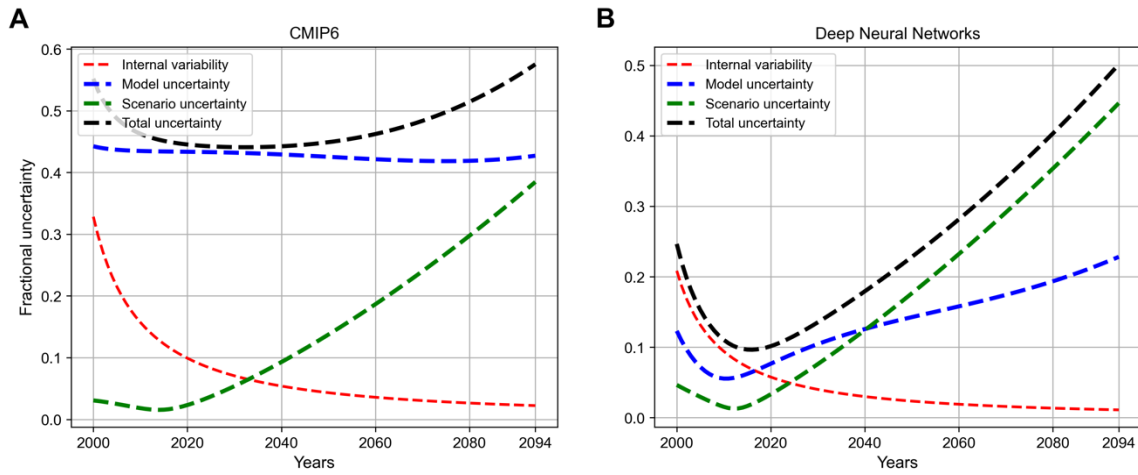 A
CMIP6
Internal variability
Model uncertainty
Scenario uncertainty
Total uncertainty
0.6
0.5
0.4
0.3
0.2
0.1
0.0
Fractional uncertainty
2000 2020 2040 2060 2080 2094
Years
B
Deep Neural Networks
Internal variability
Model uncertainty
Scenario uncertainty
Total uncertainty
0.5
0.4
0.3
0.2
0.1
0.0
2000 2020 2040 2060 2080 2094
Years